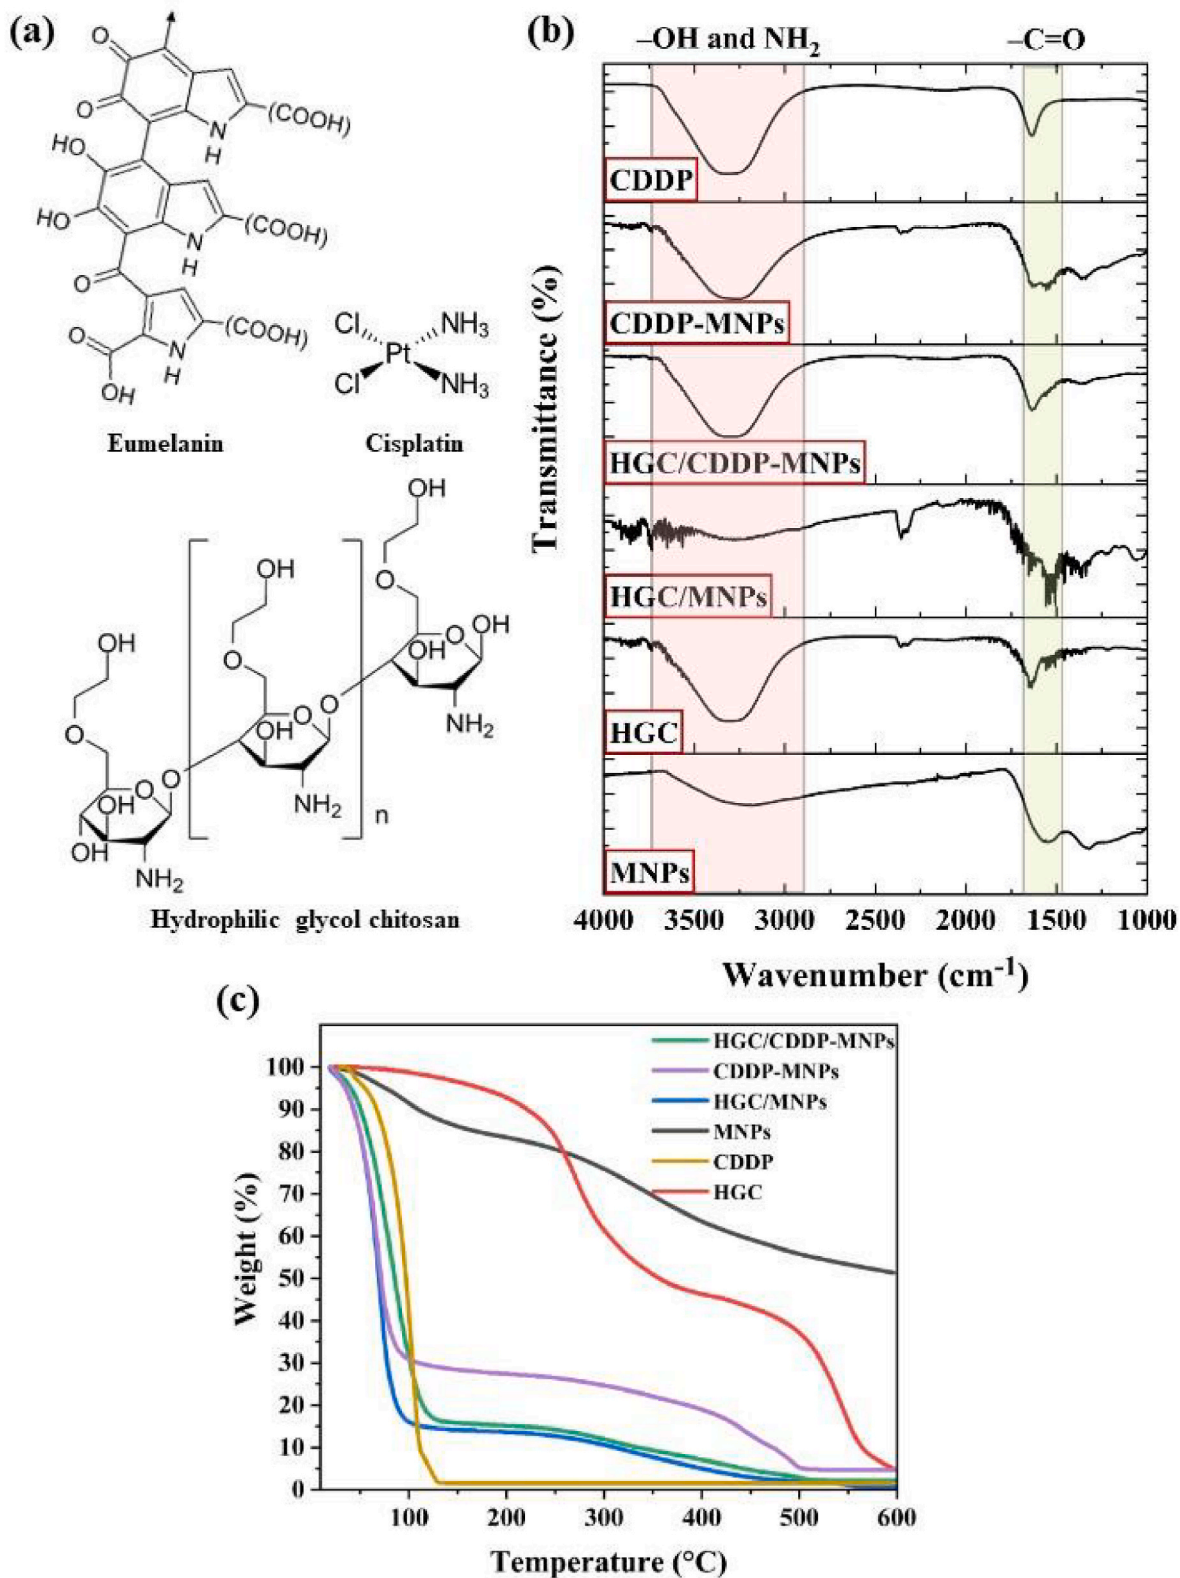 (a)
O
O
(COOH)
N
H
HO
HO
(COOH)
N
H
O
(COOH)
N
H
O
OH
Eumelanin
Cl
NH3
Pt
Cl
NH3
Cisplatin
OH
O
OH
O
OH
O
O
OH
OH
NH2
O
O
OH
NH2
O
O
OH
OH
NH2
n
Hydrophilic glycol chitosan
(b)
–OH and NH2
–C=O
CDDP
CDDP-MNPs
HGC/CDDP-MNPs
HGC/MNPs
HGC
MNPs
Transmittance (%)
4000 3500 3000 2500 2000 1500 1000
Wavenumber (cm-1)
(c)
HGC/CDDP-MNPs
CDDP-MNPs
HGC/MNPs
MNPs
CDDP
HGC
100
90
80
70
60
50
40
30
20
10
0
Weight (%)
100 200 300 400 500 600
Temperature (°C)